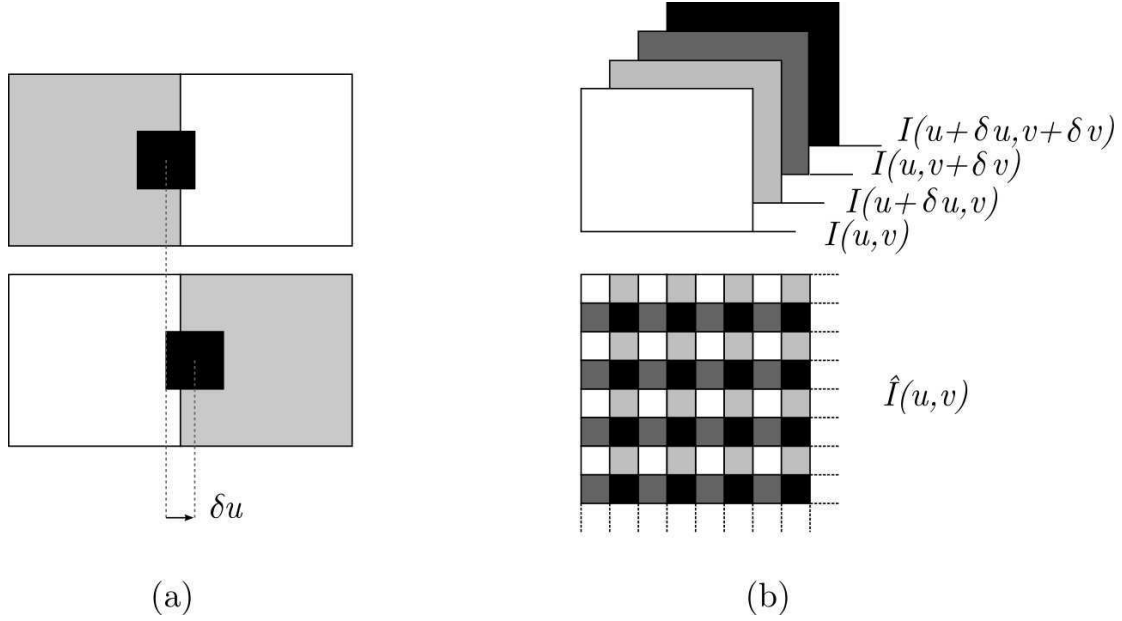 I(u+δu,v+δv)
I(u,v+δv)
I(u+δu,v)
I(u,v)
Î(u,v)
δu
(a)
(b)